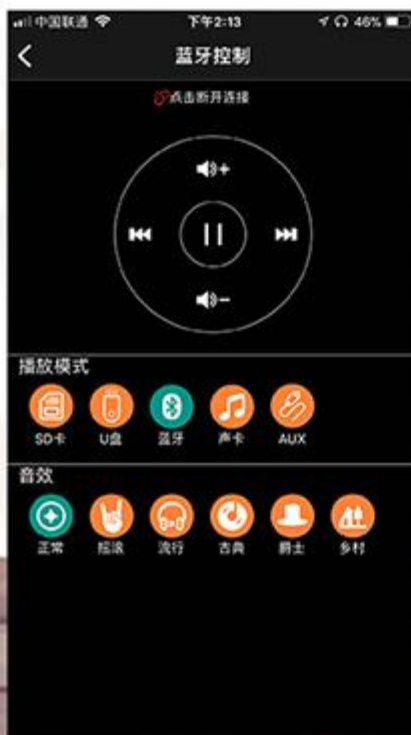 中国联通 下午2:13 46%
蓝牙控制
点击断开连接
+
-
播放模式
SD卡 U盘 蓝牙 声卡 AUX
音效
正常 摇滚 流行 古典 爵士 乡村